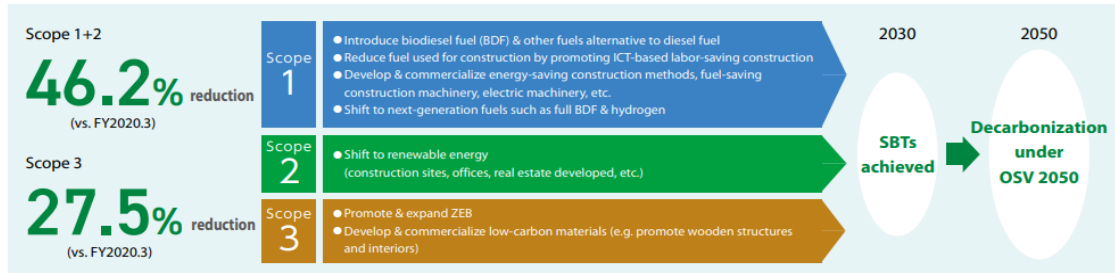 Scope 1+2
46.2% reduction
(vs. FY2020.3)
Scope 3
27.5% reduction
(vs. FY2020.3)
Scope
1
● Introduce biodiesel fuel (BDF) & other fuels alternative to diesel fuel
● Reduce fuel used for construction by promoting ICT-based labor-saving construction
● Develop & commercialize energy-saving construction methods, fuel-saving
construction machinery, electric machinery, etc.
● Shift to next-generation fuels such as full BDF & hydrogen
Scope
2
● Shift to renewable energy
(construction sites, offices, real estate developed, etc.)
Scope
3
● Promote & expand ZEB
● Develop & commercialize low-carbon materials (e.g. promote wooden structures
and interiors)
2030
SBTs
achieved
2050
Decarbonization
under
OSV 2050